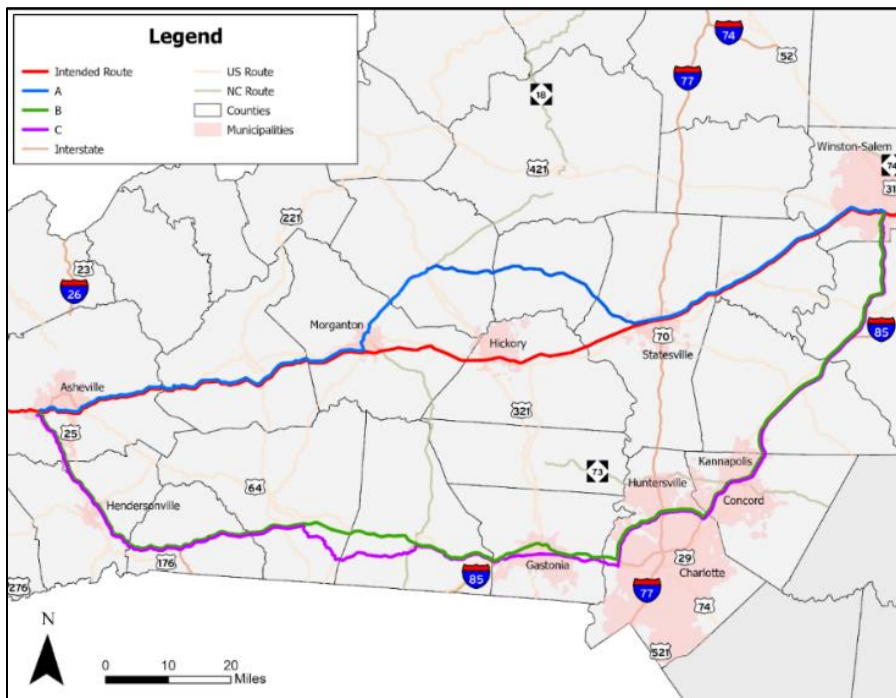 Legend
Intended Route
A
B
C
Interstate
US Route
NC Route
Counties
Municipalities
74
77
52
18
Winston-Salem
421
74
31
221
23
26
85
Morganton
Hickory
70
Statesville
Asheville
25
321
Kannapolis
73
Huntersville
64
Concord
Hendersonville
176
29
85
Gastonia
Charlotte
276
77
74
N
521
0
10
20
Miles